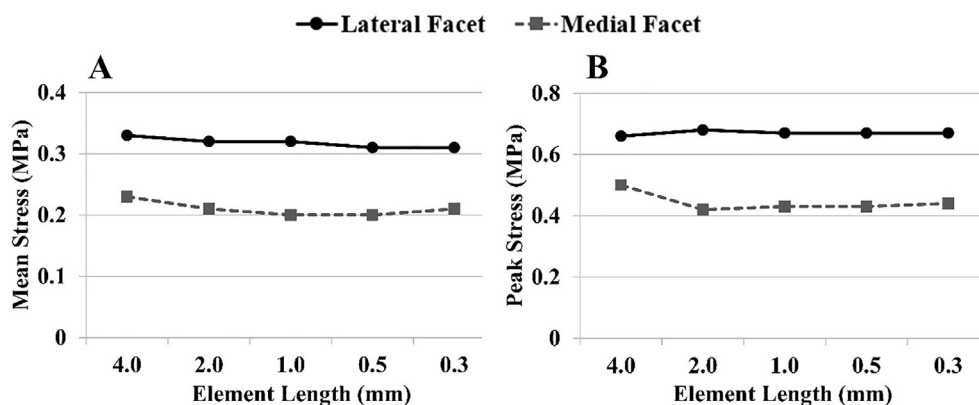 Lateral Facet Medial Facet
A
Mean Stress (MPa)
0.4
0.3
0.2
0.1
0
4.0 2.0 1.0 0.5 0.3
Element Length (mm)
B
Peak Stress (MPa)
0.8
0.6
0.4
0.2
0
4.0 2.0 1.0 0.5 0.3
Element Length (mm)